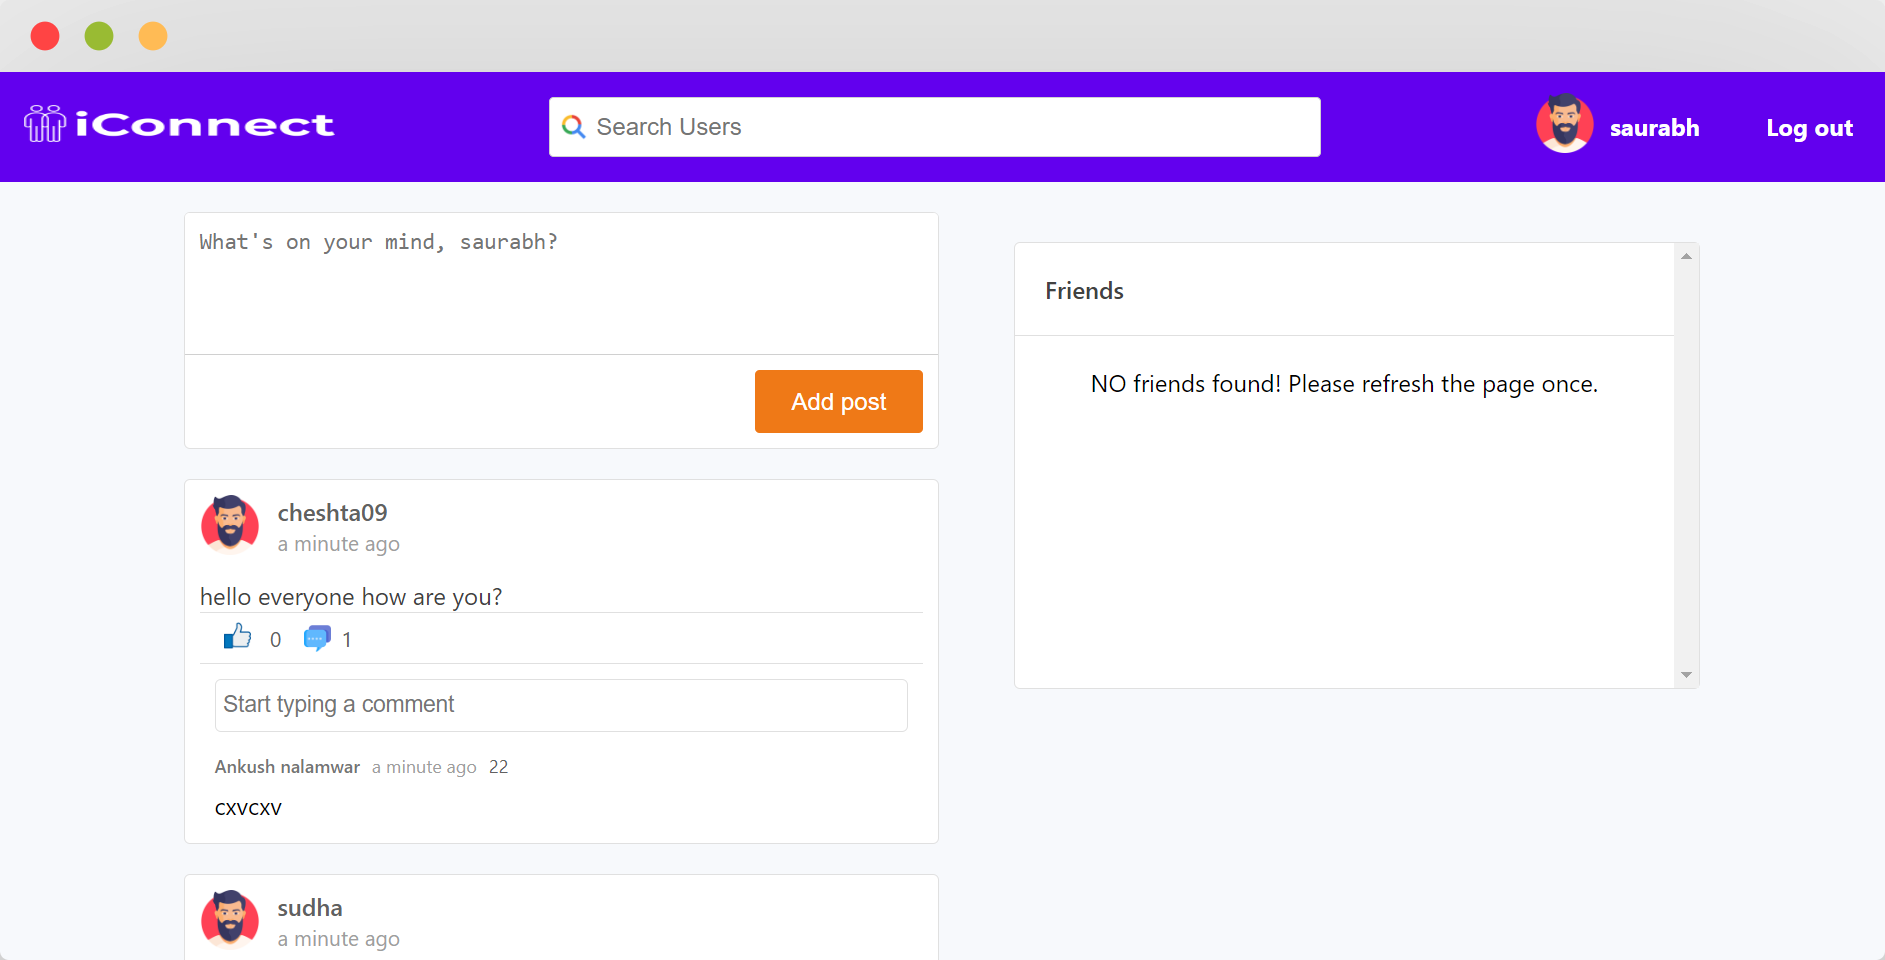 iConnect
Search Users
saurabh
Log out
What's on your mind, saurabh?
Add post
Friends
NO friends found! Please refresh the page once.
cheshta09
a minute ago
hello everyone how are you?
0 1
Start typing a comment
Ankush nalamwar a minute ago 22
cxvcxv
sudha
a minute ago